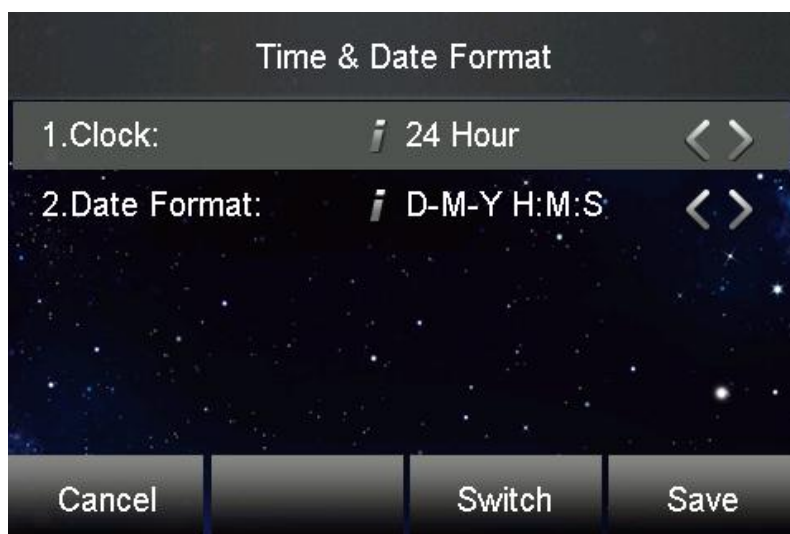 Time & Date Format
1.Clock: i 24 Hour
2.Date Format: i D-M-Y H:M:S
Cancel Switch Save